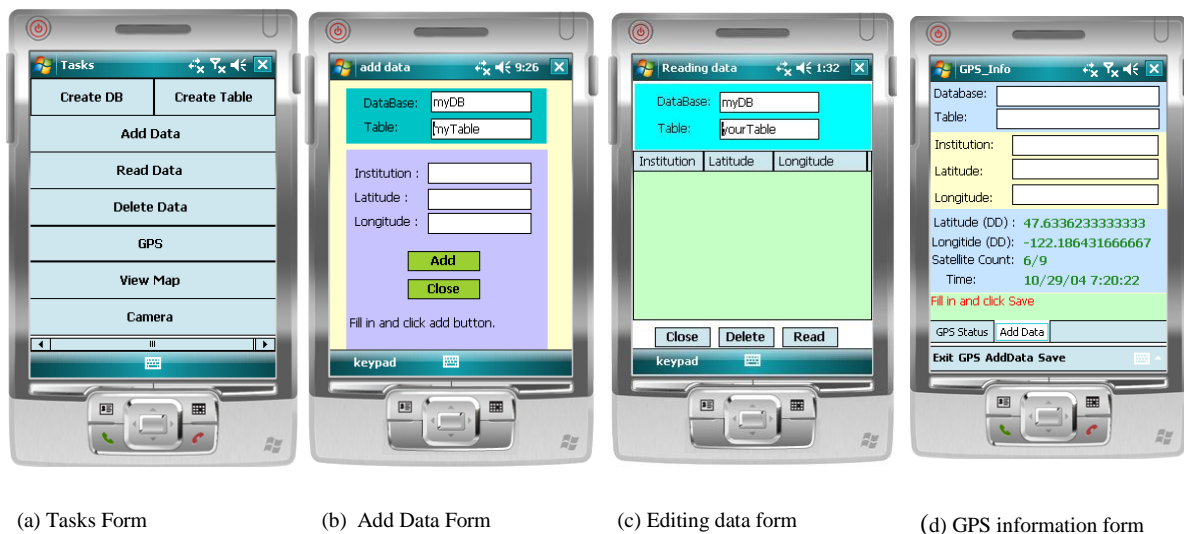 Tasks
Create DB Create Table
Add Data
Read Data
Delete Data
GPS
View Map
Camera
add data 9:26
DataBase: myDB
Table: myTable
Institution :
Latitude :
Longitude :
Add
Close
Fill in and click add button.
keypad
Reading data 1:32
DataBase: myDB
Table: yourTable
Institution Latitude Longitude
Close Delete Read
keypad
GPS_Info
Database:
Table:
Institution:
Latitude:
Longitude:
Latitude (DD) : 47.6336233333333
Longitide (DD): -122.186431666667
Satellite Count: 6/9
Time: 10/29/04 7:20:22
Fill in and click Save
GPS Status Add Data
Exit GPS AddData Save
(a) Tasks Form
(b) Add Data Form
(c) Editing data form
(d) GPS information form